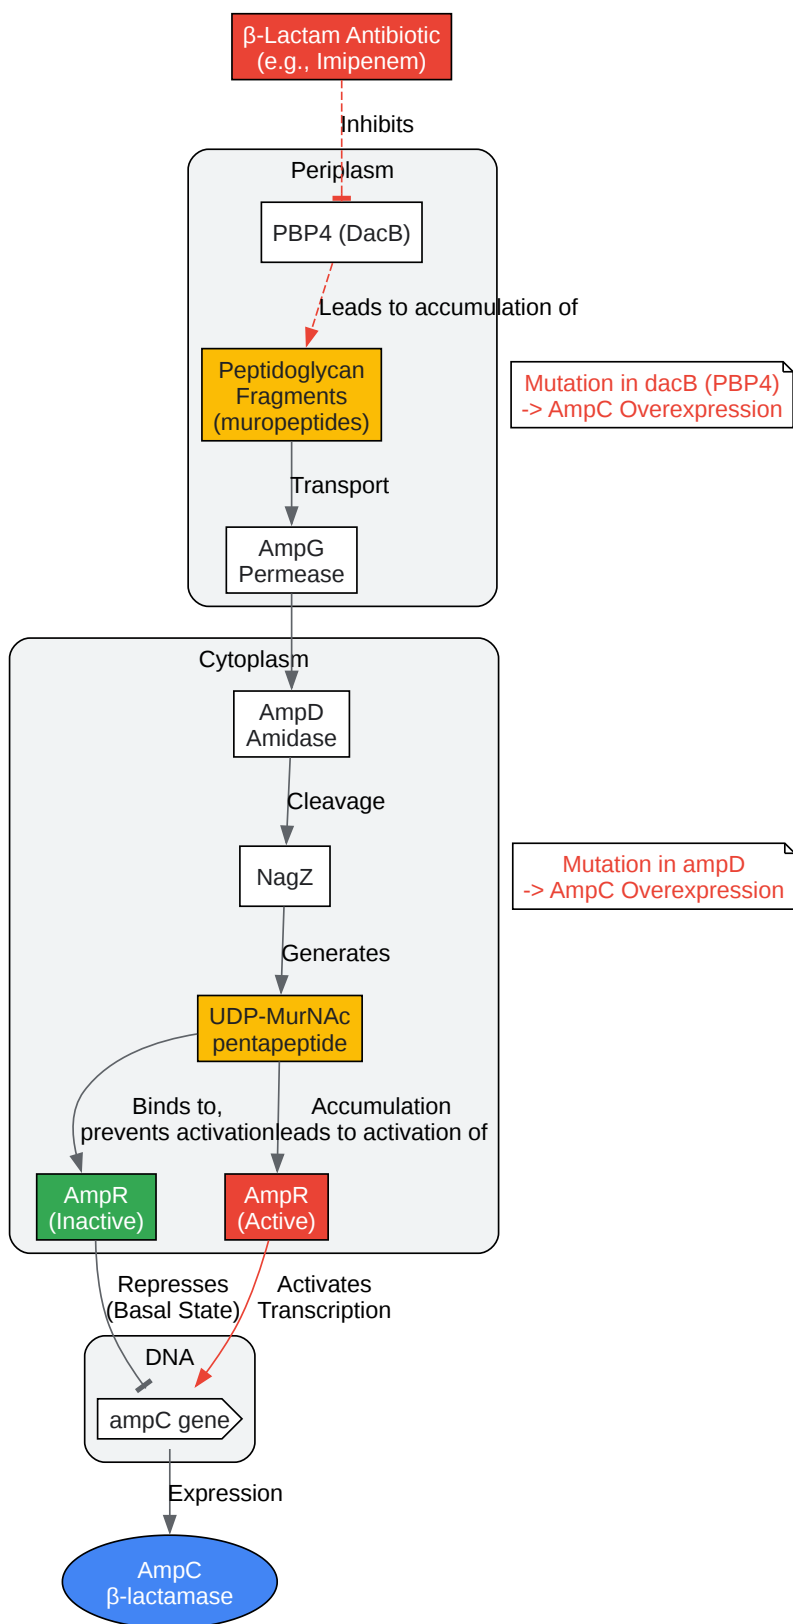 β-Lactam Antibiotic
(e.g., Imipenem)
Inhibits
Periplasm
PBP4 (DacB)
Leads to accumulation of
Peptidoglycan
Fragments
(muropeptides)
Mutation in dacB (PBP4)
-> AmpC Overexpression
Transport
AmpG
Permease
Cytoplasm
AmpD
Amidase
Cleavage
Mutation in ampD
-> AmpC Overexpression
NagZ
Generates
UDP-MurNAc
pentapeptide
Binds to,
prevents activation
Accumulation
leads to activation of
AmpR
(Inactive)
AmpR
(Active)
Represses
(Basal State)
Activates
Transcription
DNA
ampC gene
Expression
AmpC
β-lactamase